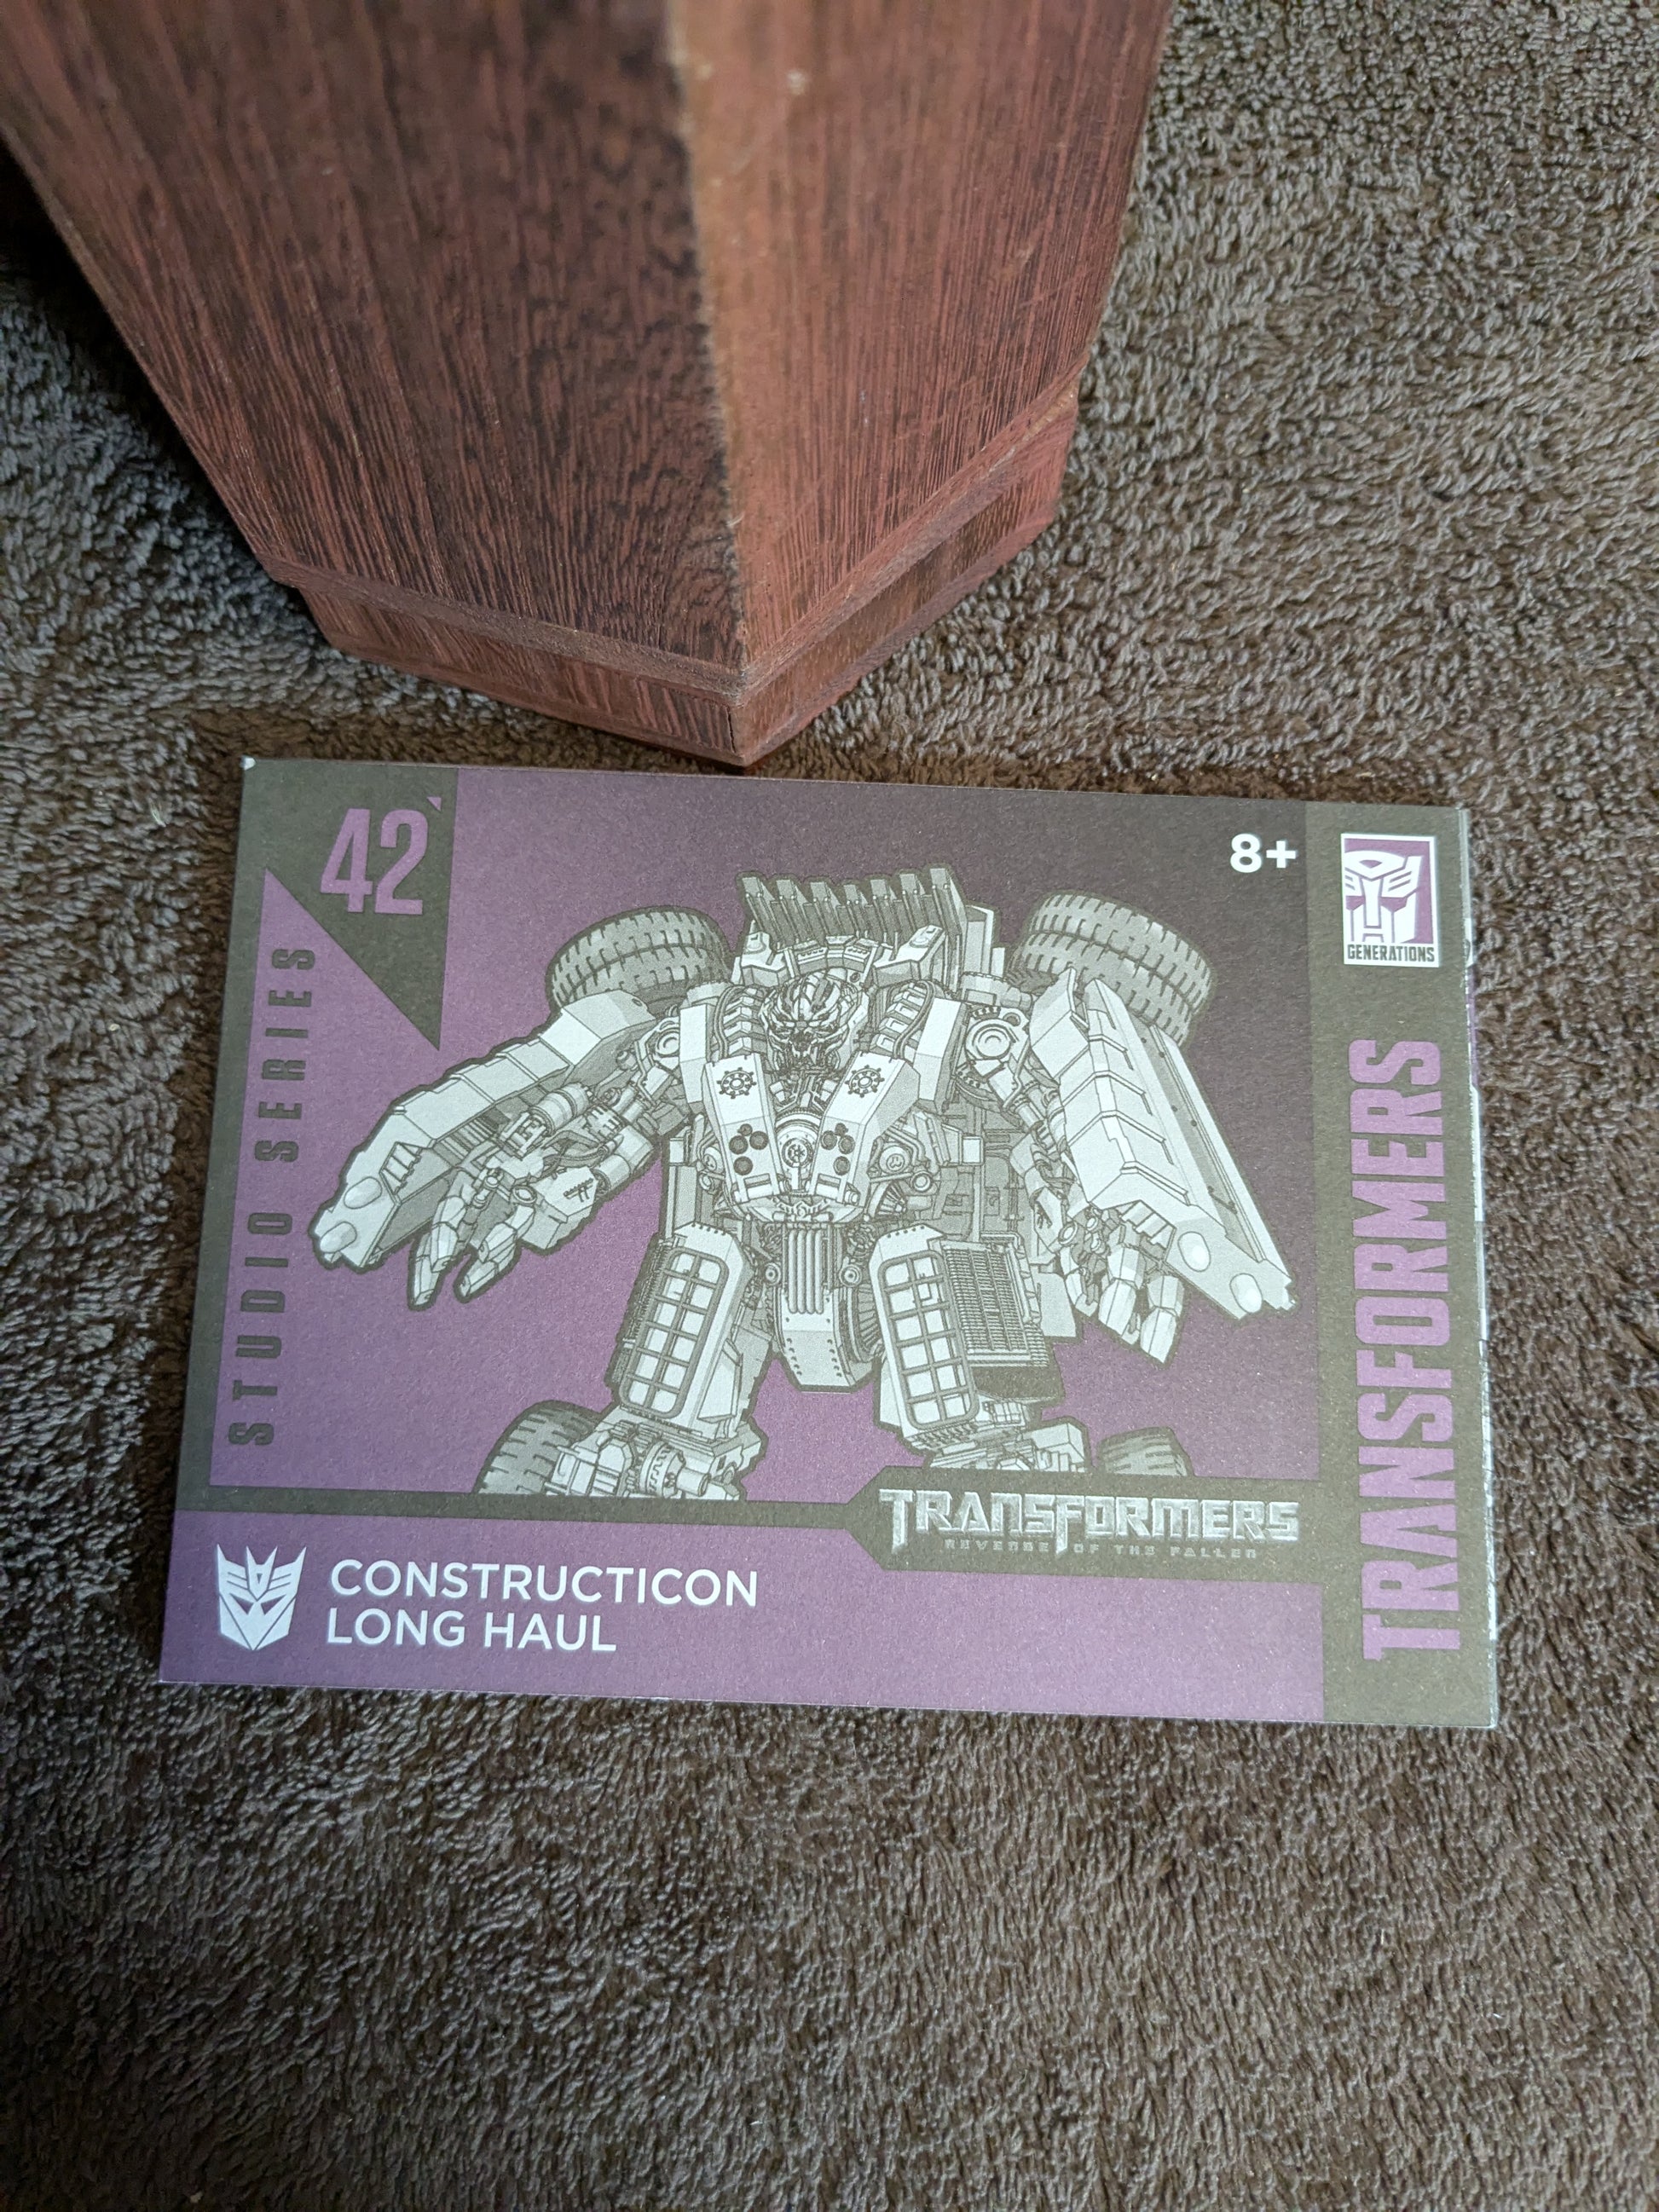 42
STUDIO SERIES
8+
GENERATIONS
TRANSFORMERS
TRANSFORMERS
REVENGE OF THE FALLEN
CONSTRUCTICON
LONG HAUL